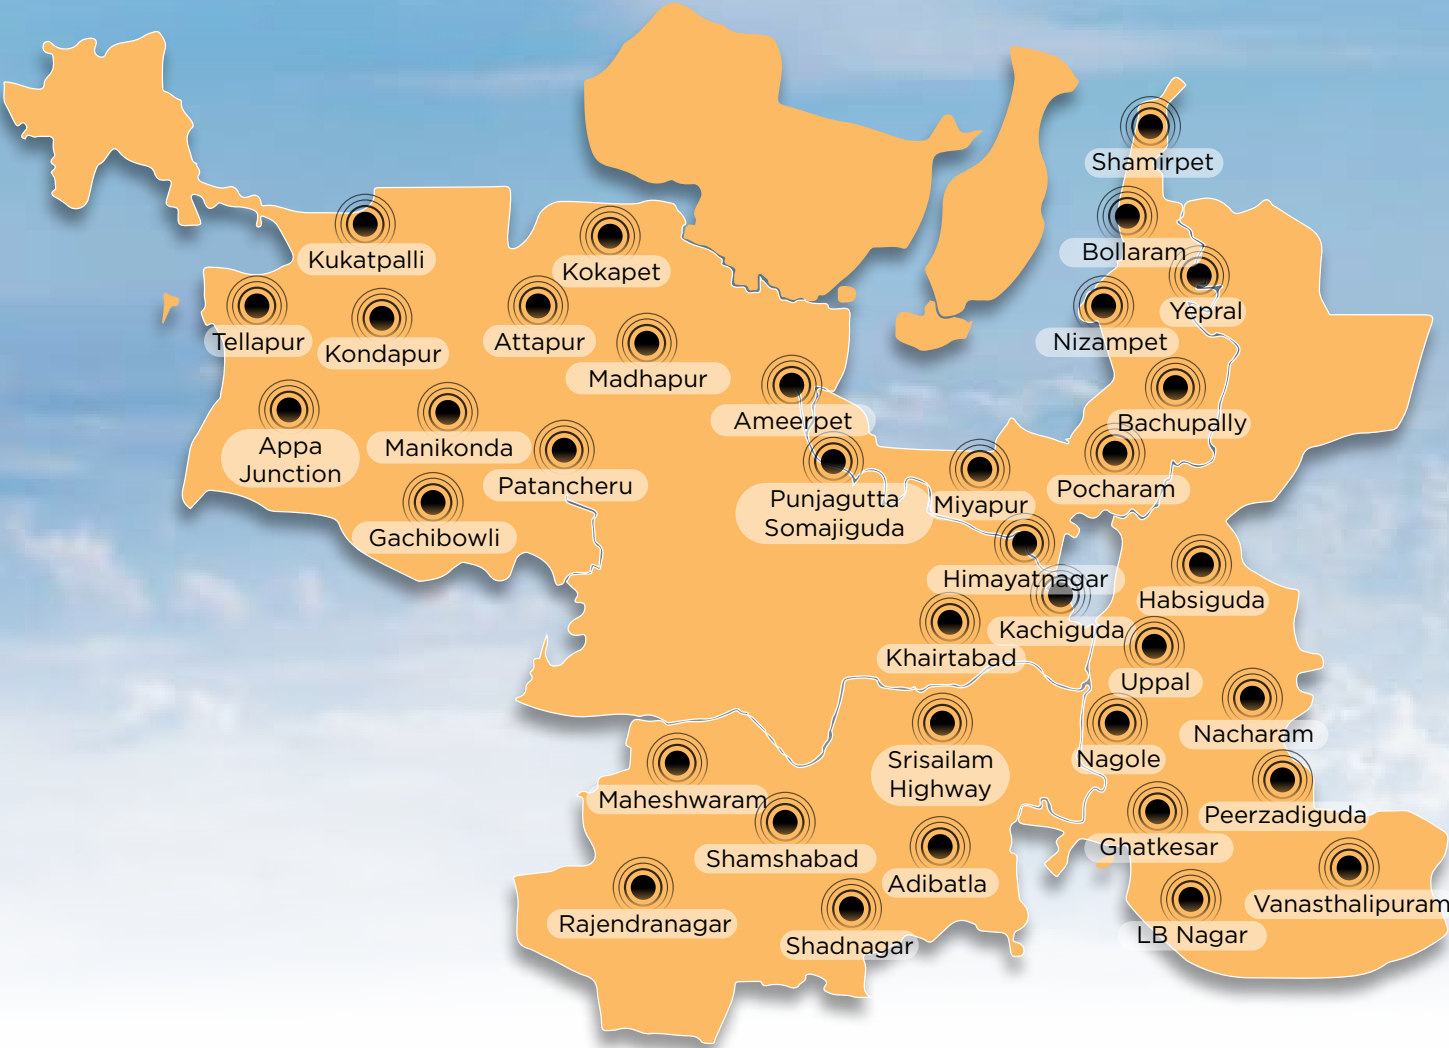 Shamirpet
Bollaram
Kukatpalli
Kokapet
Yepral
Tellapur
Kondapur
Attapur
Nizampet
Madhapur
Ameerpet
Bachupally
Appa
Junction
Manikonda
Patancheru
Punjagutta
Somajiguda
Miyapur
Pocharam
Gachibowli
Himayatnagar
Habsiguda
Kachiguda
Khairtabad
Uppal
Nacharam
Srisailam
Highway
Nagole
Maheshwaram
Peerzadiguda
Shamshabad
Ghatkesar
Adibatla
Vanasthalipuram
Rajendranagar
Shadnagar
LB Nagar